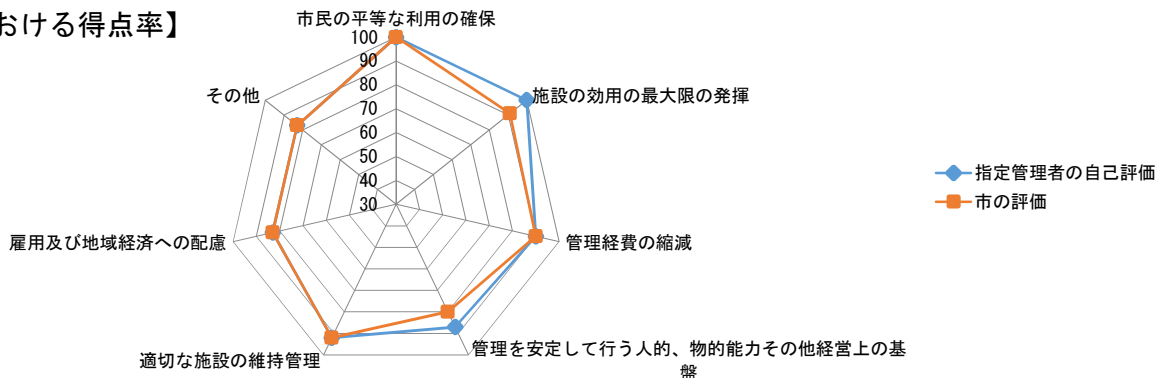 おける得点率】
市民の平等な利用の確保
100
90
80
70
60
50
40
30
施設の効用の最大限の発揮
管理経費の縮減
管理を安定して行う人的、物的能力その他経営上の基
盤
適切な施設の維持管理
雇用及び地域経済への配慮
その他
指定管理者の自己評価
市の評価